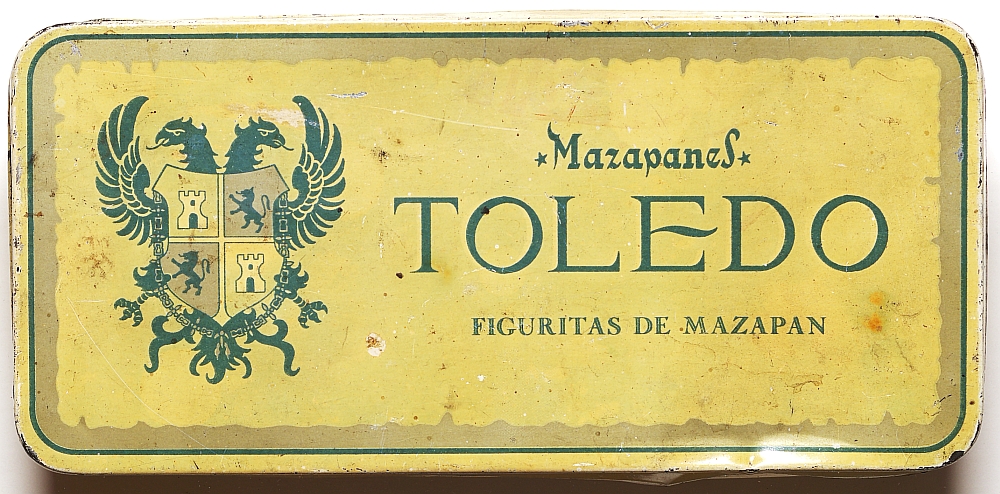 Mazapanes
TOLEDO
FIGURITAS DE MAZAPAN